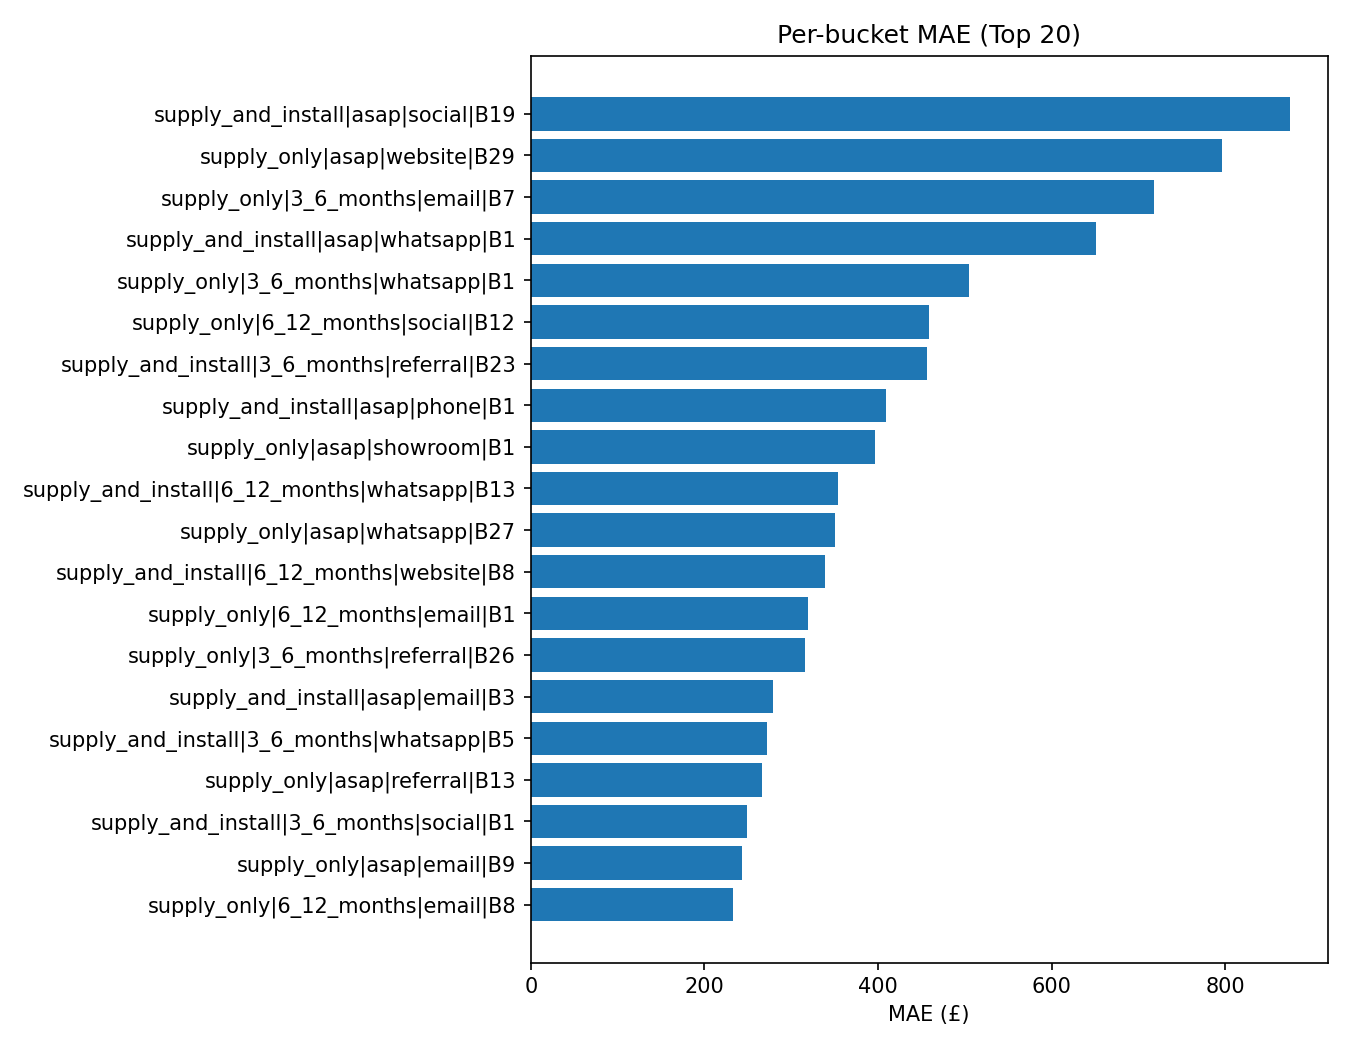 Per-bucket MAE (Top 20)
supply_and_install|asap|social|B19
supply_only|asap|website|B29
supply_only|3_6_months|email|B7
supply_and_install|asap|whatsapp|B1
supply_only|3_6_months|whatsapp|B1
supply_only|6_12_months|social|B12
supply_and_install|3_6_months|referral|B23
supply_and_install|asap|phone|B1
supply_only|asap|showroom|B1
supply_and_install|6_12_months|whatsapp|B13
supply_only|asap|whatsapp|B27
supply_and_install|6_12_months|website|B8
supply_only|6_12_months|email|B1
supply_only|3_6_months|referral|B26
supply_and_install|asap|email|B3
supply_and_install|3_6_months|whatsapp|B5
supply_only|asap|referral|B13
supply_and_install|3_6_months|social|B1
supply_only|asap|email|B9
supply_only|6_12_months|email|B8
0 200 400 600 800
MAE (£)